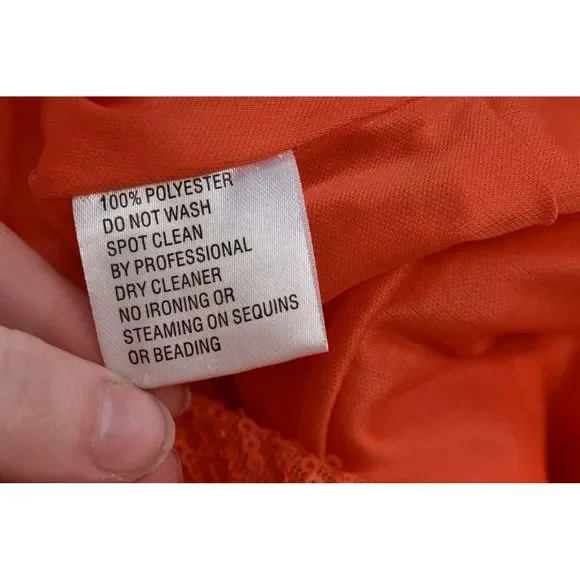 100% POLYESTER
DO NOT WASH
SPOT CLEAN
BY PROFESSIONAL
DRY CLEANER
NO IRONING OR
STEAMING ON SEQUINS
OR BEADING